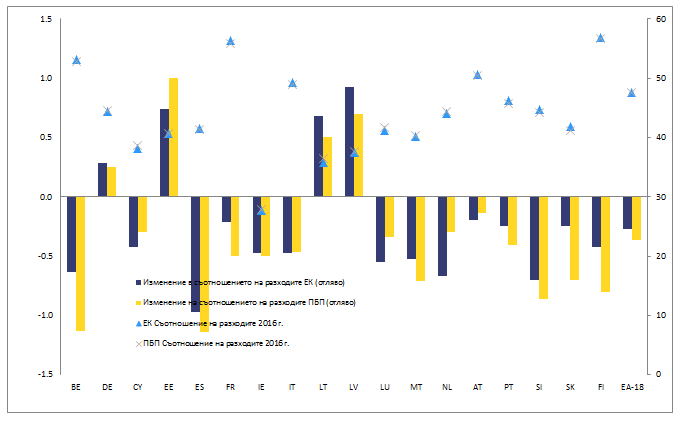 1.5
1.0
0.5
0.0
-0.5
-1.0
-1.5
60
50
40
30
20
10
0
Изменение в съотношението на разходите ЕК (отляво)
Изменение на съотношението на разходите ПБП (отляво)
ЕК Съотношение на разходите 2016 г.
ПБП Съотношение на разходите 2016 г.
BE DE CY EE ES FR IE IT LT LV LU MT NL AT PT SI SK FI EA-18